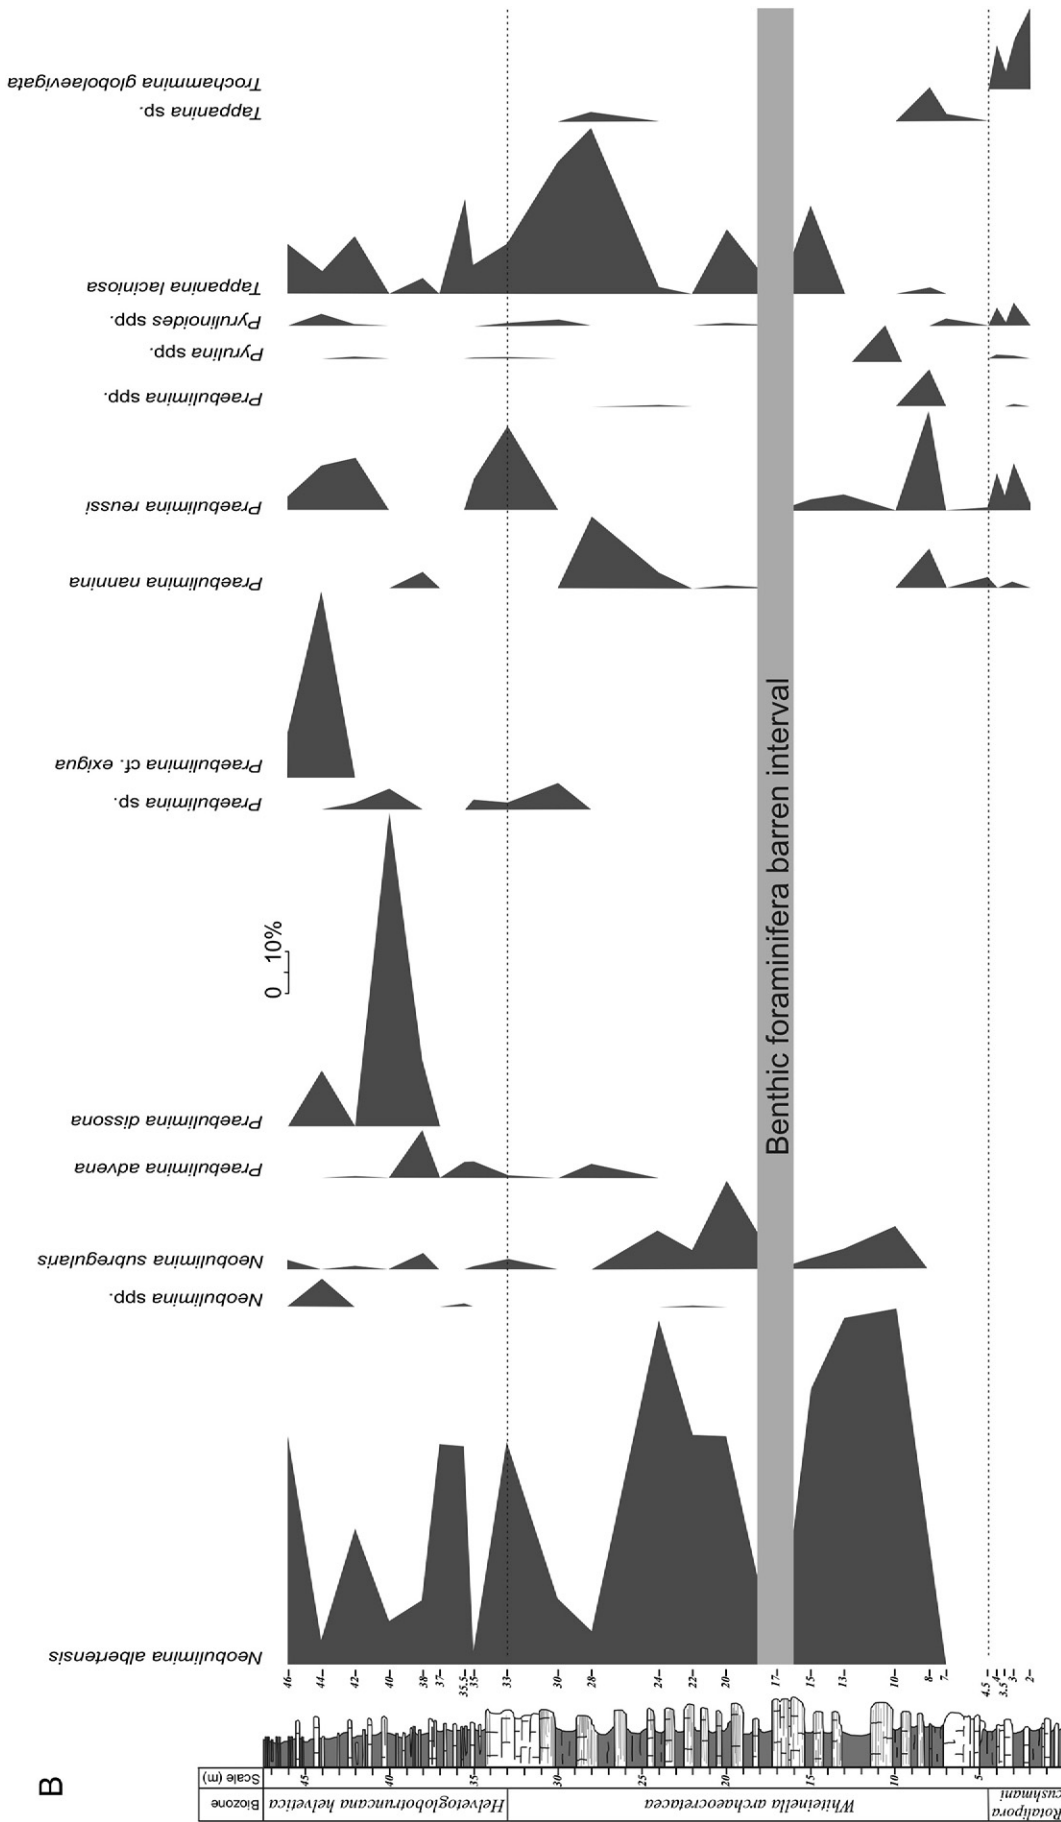 B
Trochammina globolaevigata
Tappanina sp.
Tappanina laciniosa
Pyrulinoides spp.
Pyrulina spp.
Praebulimina spp.
Praebulimina reussi
Praebulimina nannina
Praebulimina cf. exigua
Praebulimina sp.
Praebulimina dissona
Praebulimina advena
Neobulimina subregularis
Neobulimina spp.
Neobulimina albertensis
0 10%
Benthic foraminifera barren interval
46
44
42
40
38
37
35.5
35
33
30
28
24
22
20
17
15
13
10
8
7
4.5
4
3.5
3
2
Scale (m)
45
40
35
30
25
20
15
10
5
Biozone
Helvetoglobotruncana helvetica
Whiteinella archaeocretacea
Rotalipora
cushmani